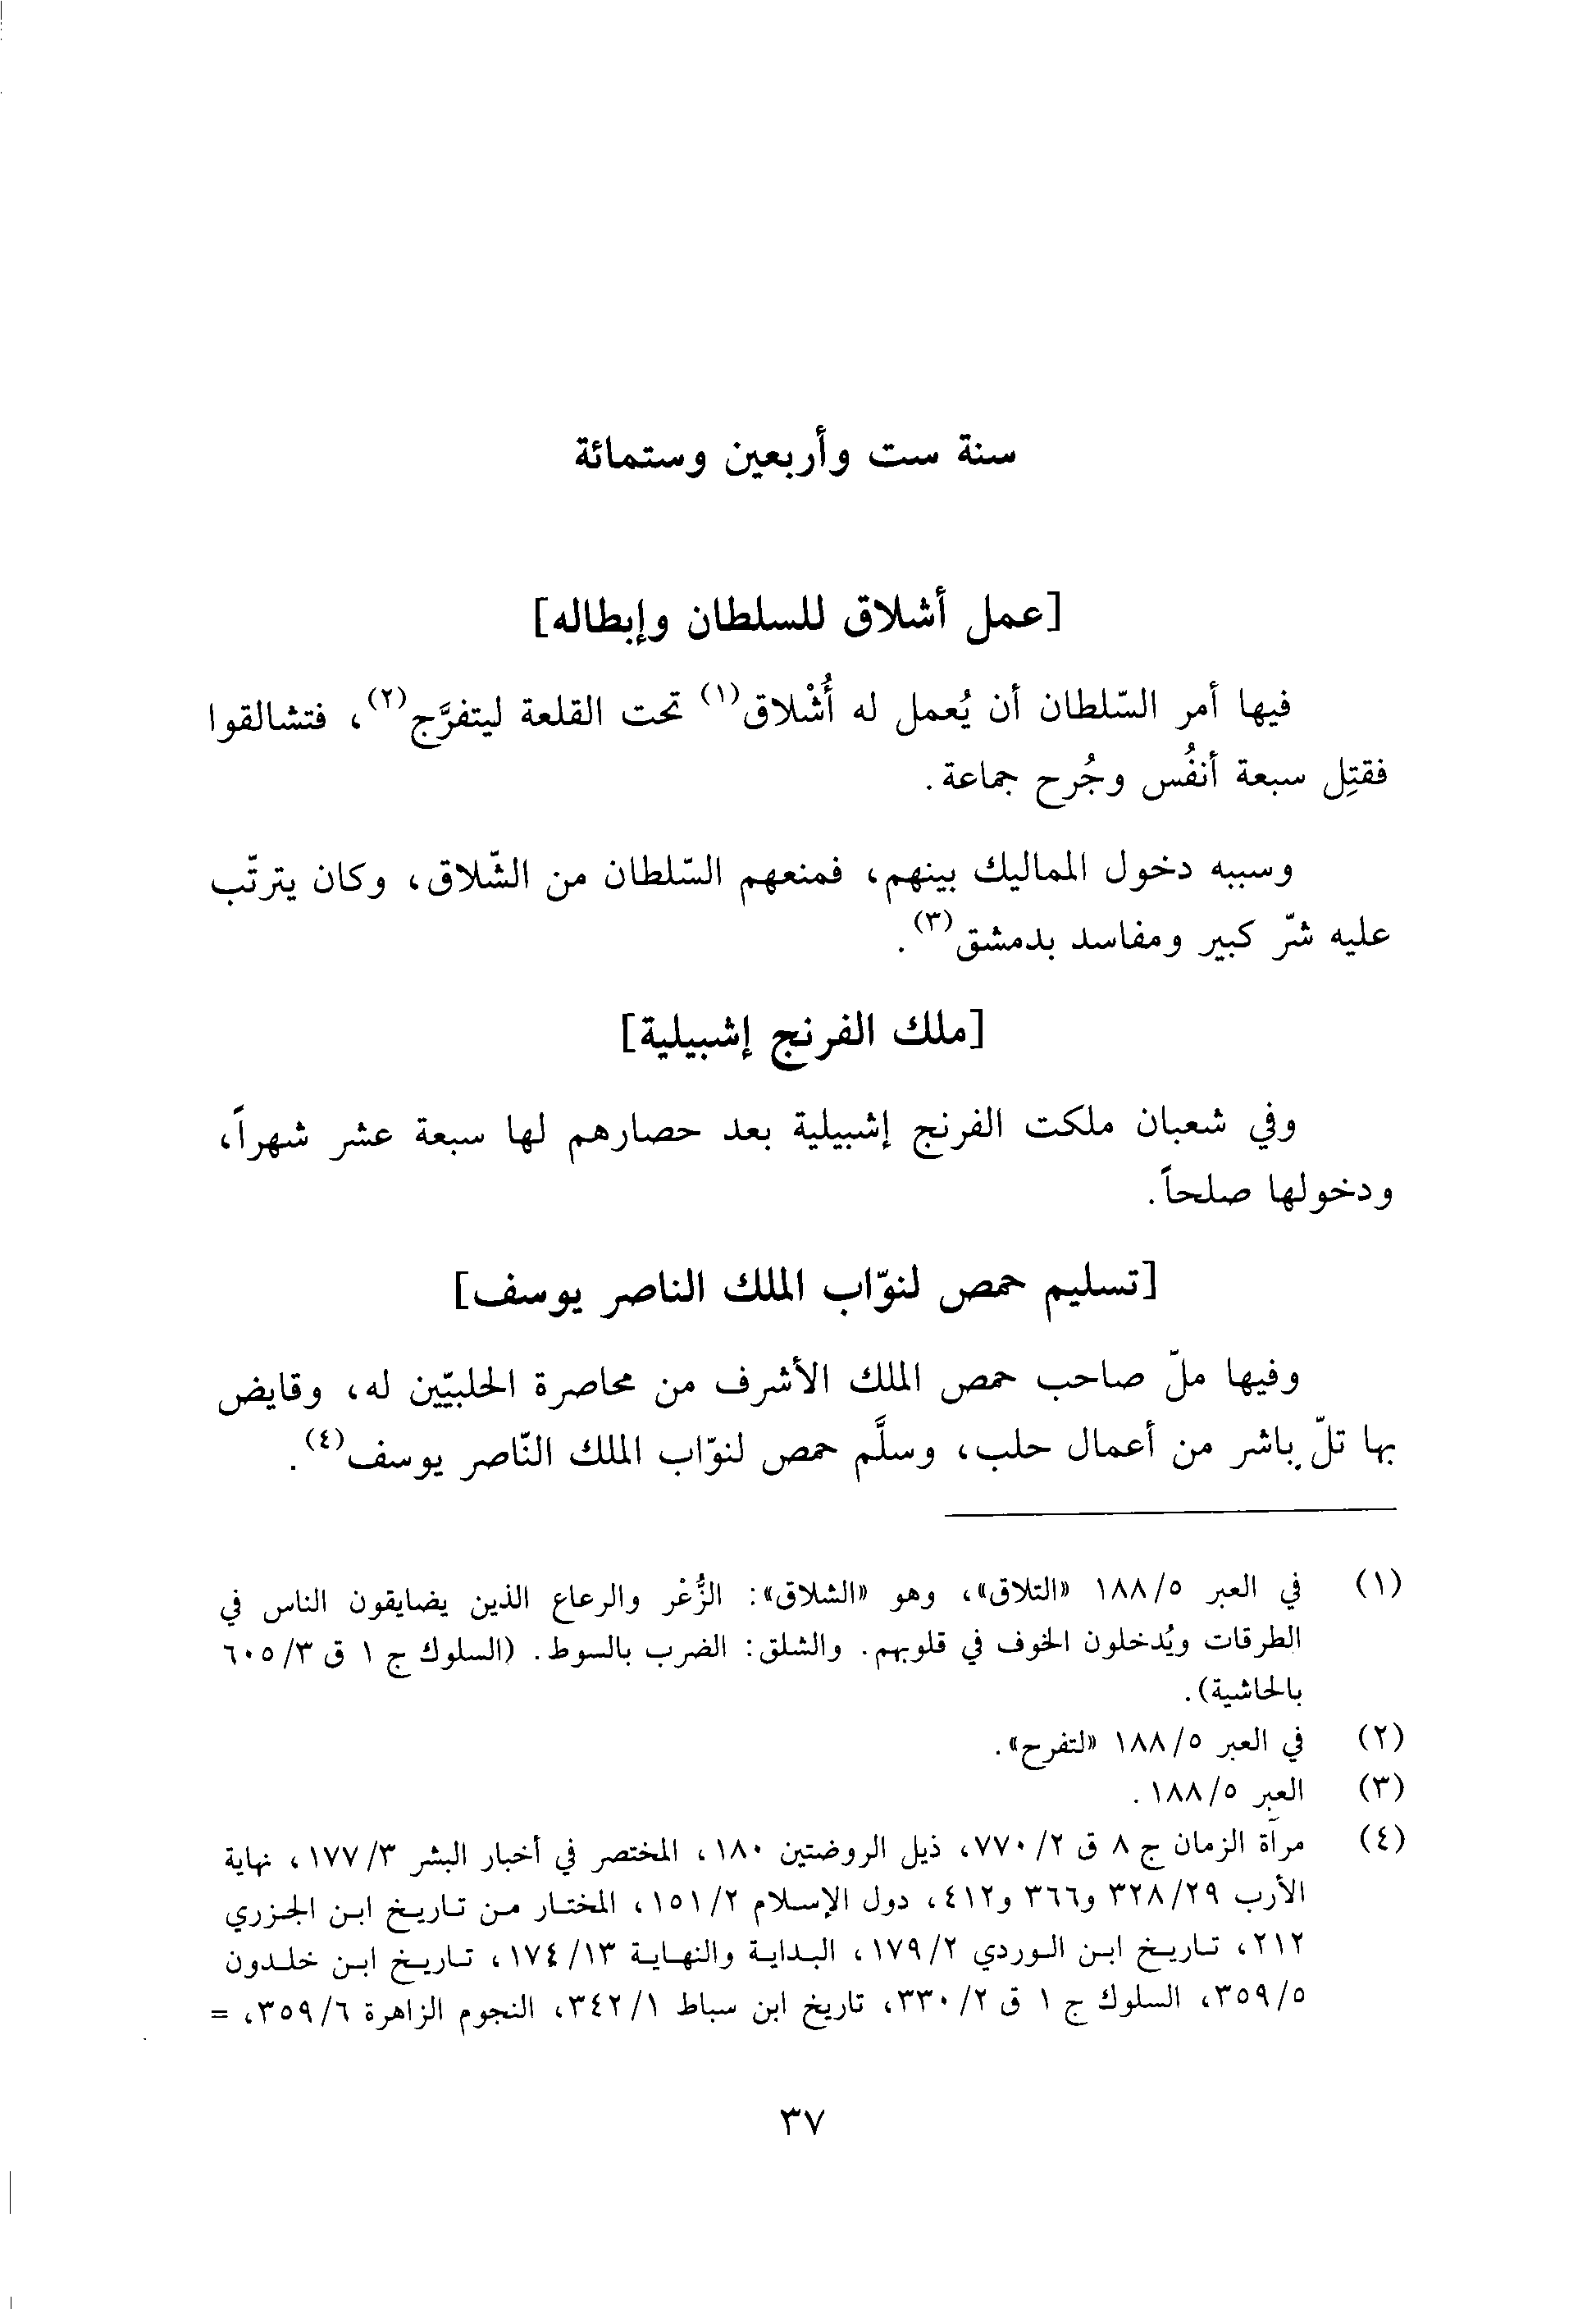 سنة ست وأربعين وستمائة
[عمل أشلاق للسلطان وإبطاله]
فيها أمر السّلطان أن يُعمل له أُشْلاق(١) تحت القلعة ليتفرَّج(٢)، فتشالقوا
فقتِل سبعة أنفُس وجُرح جماعة.
وسببه دخول المماليك بينهم، فمنعهم السّلطان من الشّلاق، وكان يترتّب
عليه شرّ كبير ومفاسد بدمشق(٣).
[ملك الفرنج إشبيلية]
وفي شعبان ملكت الفرنج إشبيلية بعد حصارهم لها سبعة عشر شهراً،
ودخولها صلحاً.
[تسليم حمص لنوّاب الملك الناصر يوسف]
وفيها ملّ صاحب حمص الملك الأشرف من محاصرة الحلبيّين له، وقايض
بها تلّ باشر من أعمال حلب، وسلَّم حمص لنوّاب الملك النّاصر يوسف(٤).
(١) في العبر ٥/ ١٨٨ «التلاق»، وهو «الشلاق»: الزُّعْر والرعاع الذين يضايقون الناس في
الطرقات ويُدخلون الخوف في قلوبهم. والشلق: الضرب بالسوط. (السلوك ج ١ ق ٣/ ٦٠٥
بالحاشية).
(٢) في العبر ٥/ ١٨٨ «لتفرح».
(٣) العبر ٥/ ١٨٨.
(٤) مرآة الزمان ج ٨ ق ٢/ ٧٧٠، ذيل الروضتين ١٨٠، المختصر في أخبار البشر ٣/ ١٧٧، نهاية
الأرب ٢٩/ ٣٢٨ و٣٦٦ و٤١٢، دول الإسلام ٢/ ١٥١، المختار من تاريخ ابن الجزري
٢١٢، تاريخ ابن الوردي ٢/ ١٧٩، البداية والنهاية ١٣/ ١٧٤، تاريخ ابن خلدون
٥/ ٣٥٩، السلوك ج ١ ق ٢/ ٣٣٠، تاريخ ابن سباط ١/ ٣٤٢، النجوم الزاهرة ٦/ ٣٥٩، =
٣٧